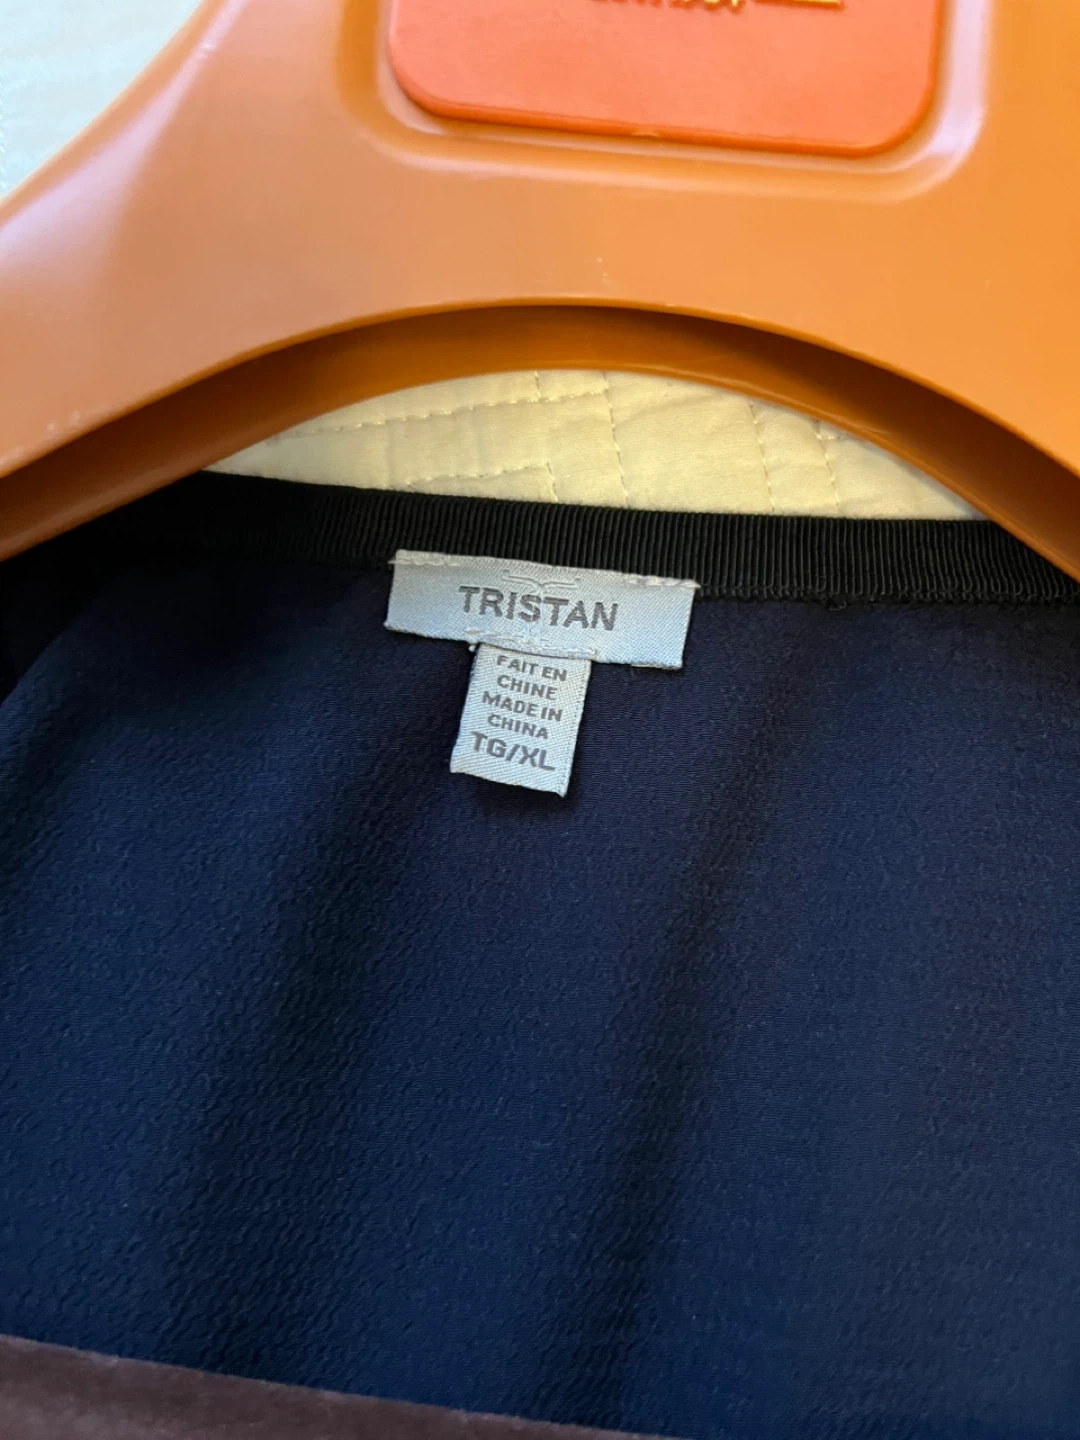 TRISTAN
FAIT EN
CHINE
MADE IN
CHINA
TG/XL